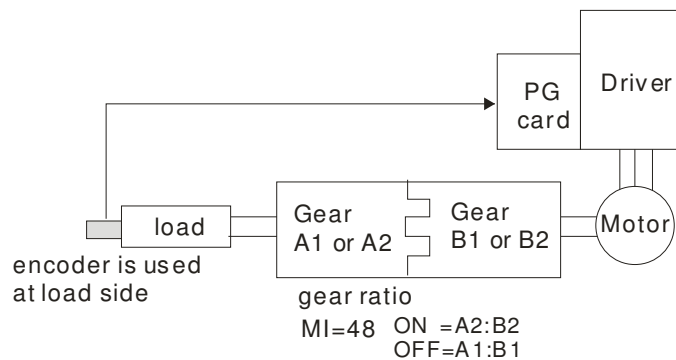 Driver
PG
card
load
Gear
A1 or A2
Gear
B1 or B2
Motor
encoder is used
at load side
gear ratio
MI=48 ON =A2:B2
OFF=A1:B1